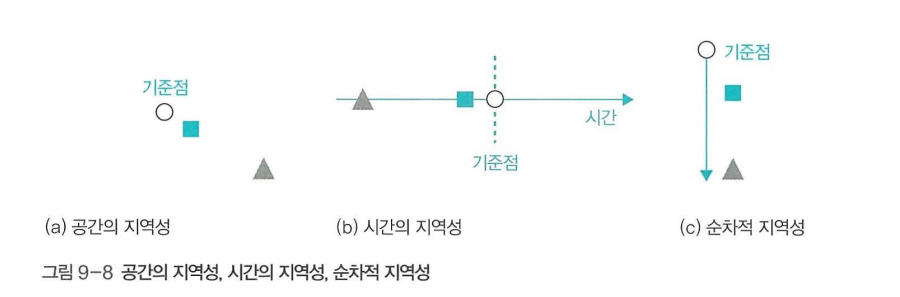 기준점
시간
기준점
기준점
(a) 공간의 지역성
(b) 시간의 지역성
(c) 순차적 지역성
그림 9-8 공간의 지역성, 시간의 지역성, 순차적 지역성